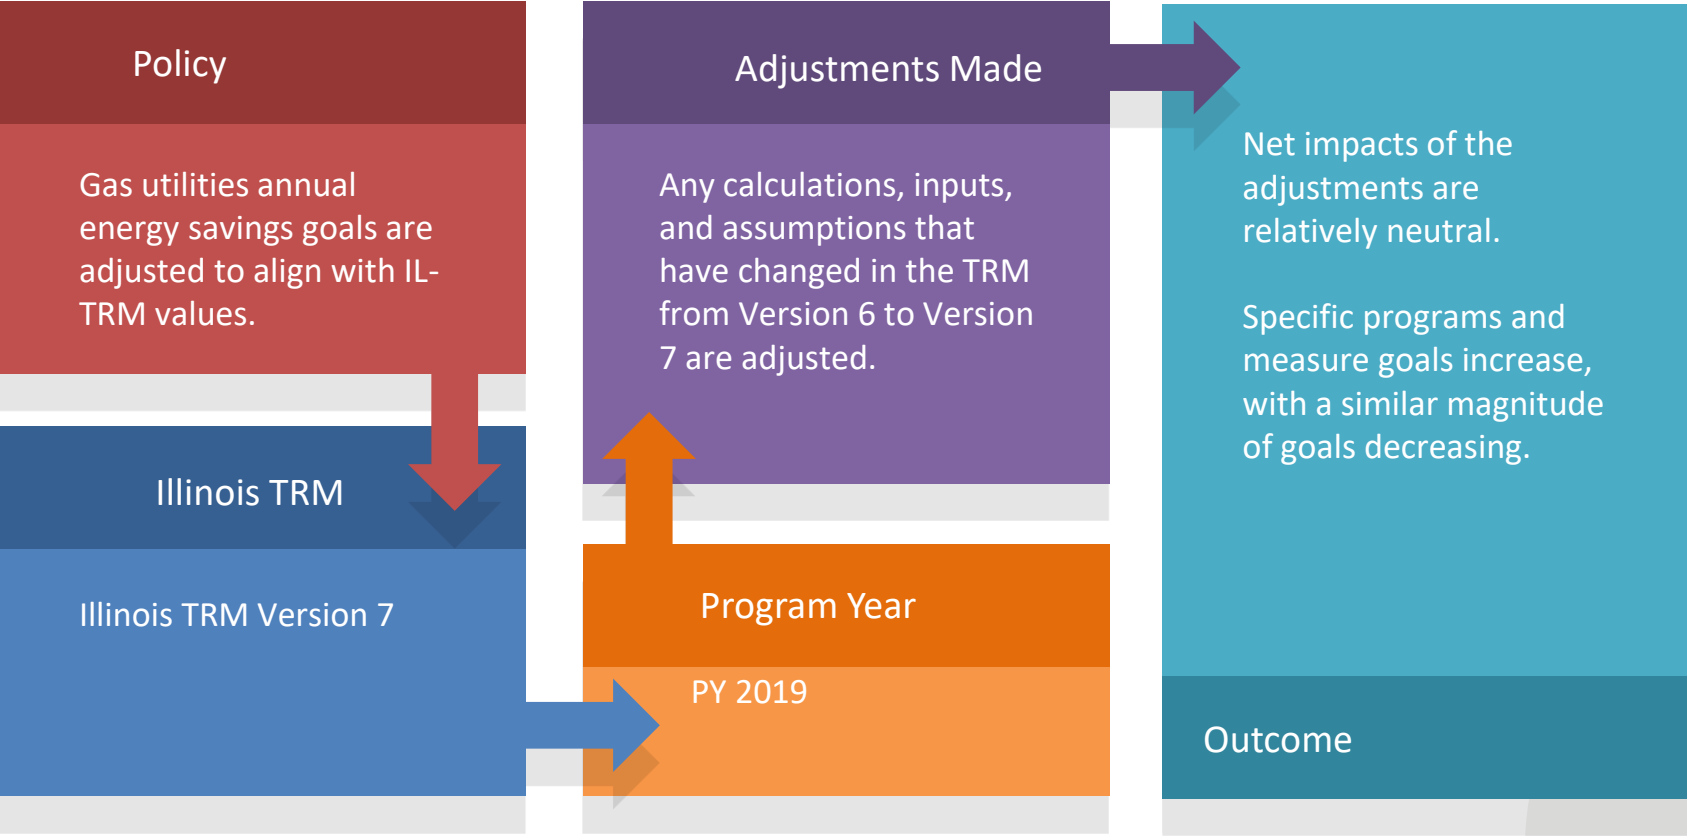 Policy
Gas utilities annual
energy savings goals are
adjusted to align with IL-
TRM values.
Illinois TRM
Illinois TRM Version 7
Program Year
PY 2019
Adjustments Made
Any calculations, inputs,
and assumptions that
have changed in the TRM
from Version 6 to Version
7 are adjusted.
Net impacts of the
adjustments are
relatively neutral.
Specific programs and
measure goals increase,
with a similar magnitude
of goals decreasing.
Outcome